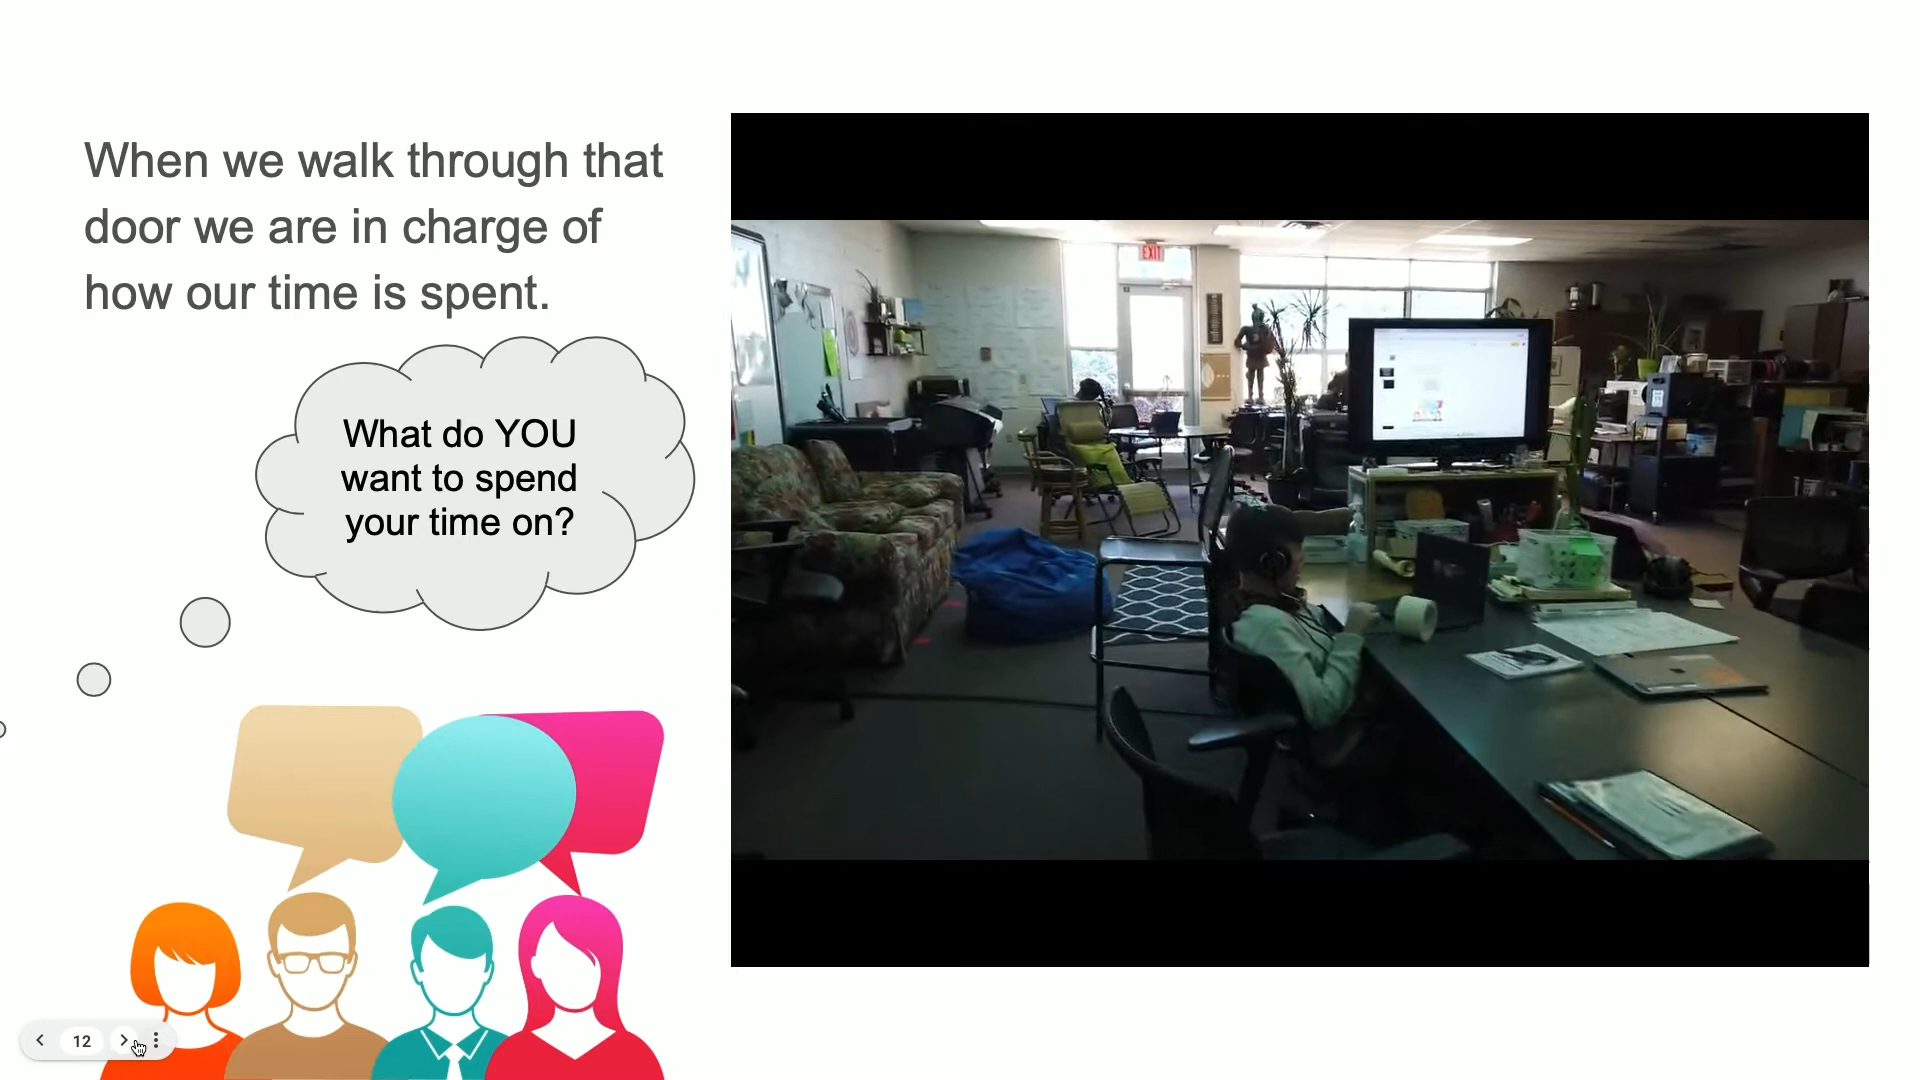 When we walk through that
door we are in charge of
how our time is spent.
What do YOU
want to spend
your time on?
EXIT
12